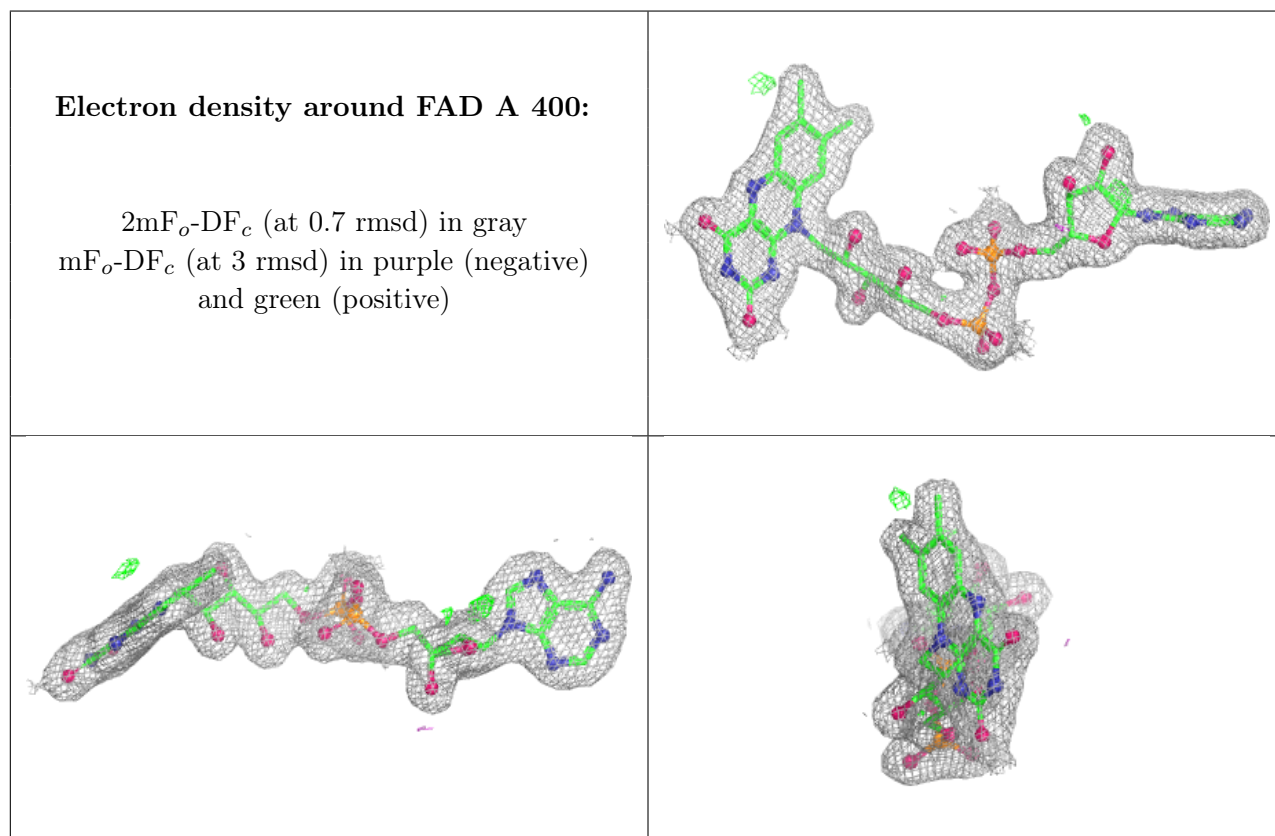 Electron density around FAD A 400:
2mFo-DFc (at 0.7 rmsd) in gray
mFo-DFc (at 3 rmsd) in purple (negative)
and green (positive)